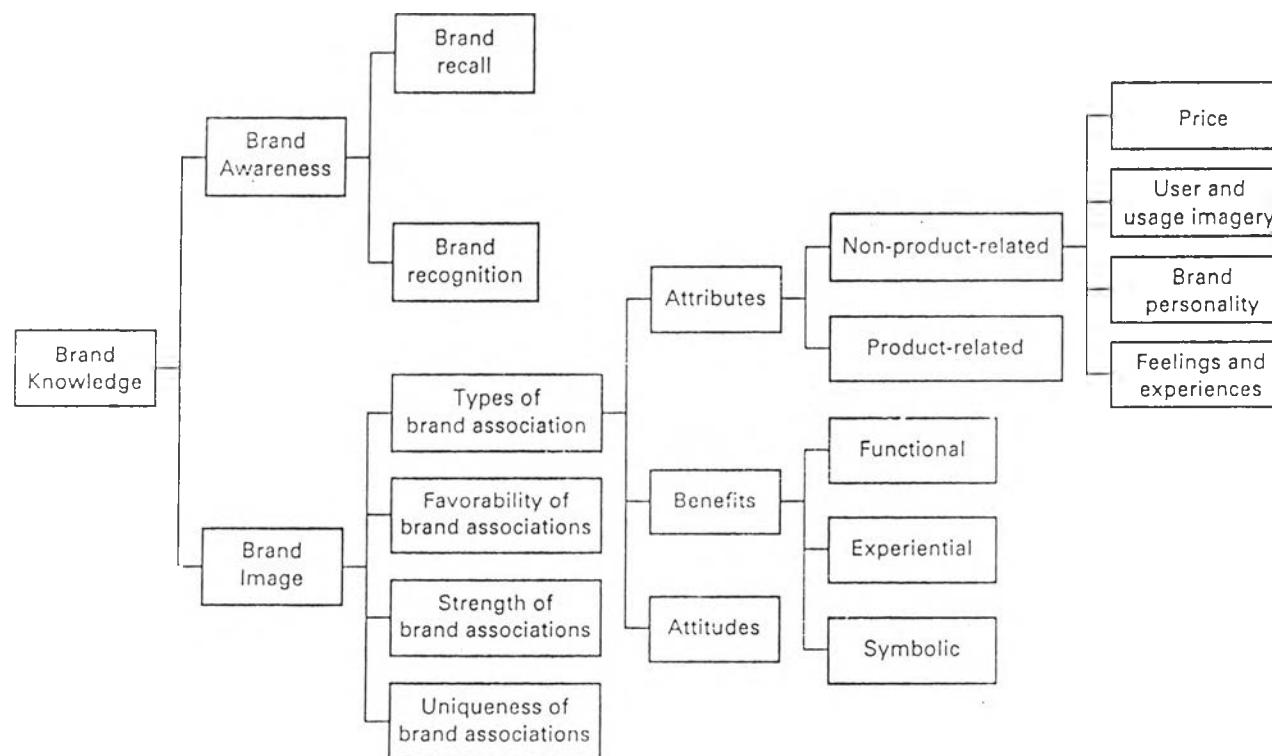 Brand
recall
Brand
Awareness
Brand
recognition
Brand
Knowledge
Brand
Image
Types of
brand association
Favorability of
brand associations
Strength of
brand associations
Uniqueness of
brand associations
Attributes
Benefits
Attitudes
Non-product-related
Product-related
Functional
Experiential
Symbolic
Price
User and
usage imagery
Brand
personality
Feelings and
experiences